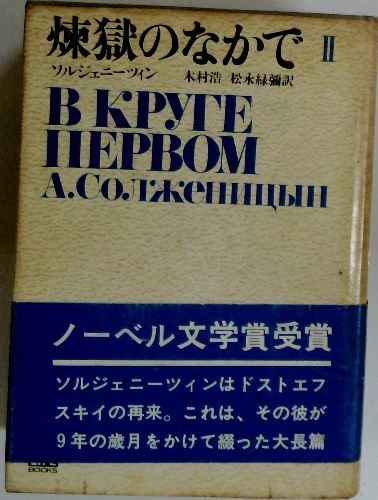 煉獄のなかで II
ソルジェニーツィン 木村浩 松永緑彌訳
В КРУГЕ
ПЕРВОМ
А.Солженицын
ノーベル文学賞受賞
ソルジェニーツィンはドストエフ
スキイの再来。これは、その彼が
9年の歳月をかけて綴った大長篇
BOOKS